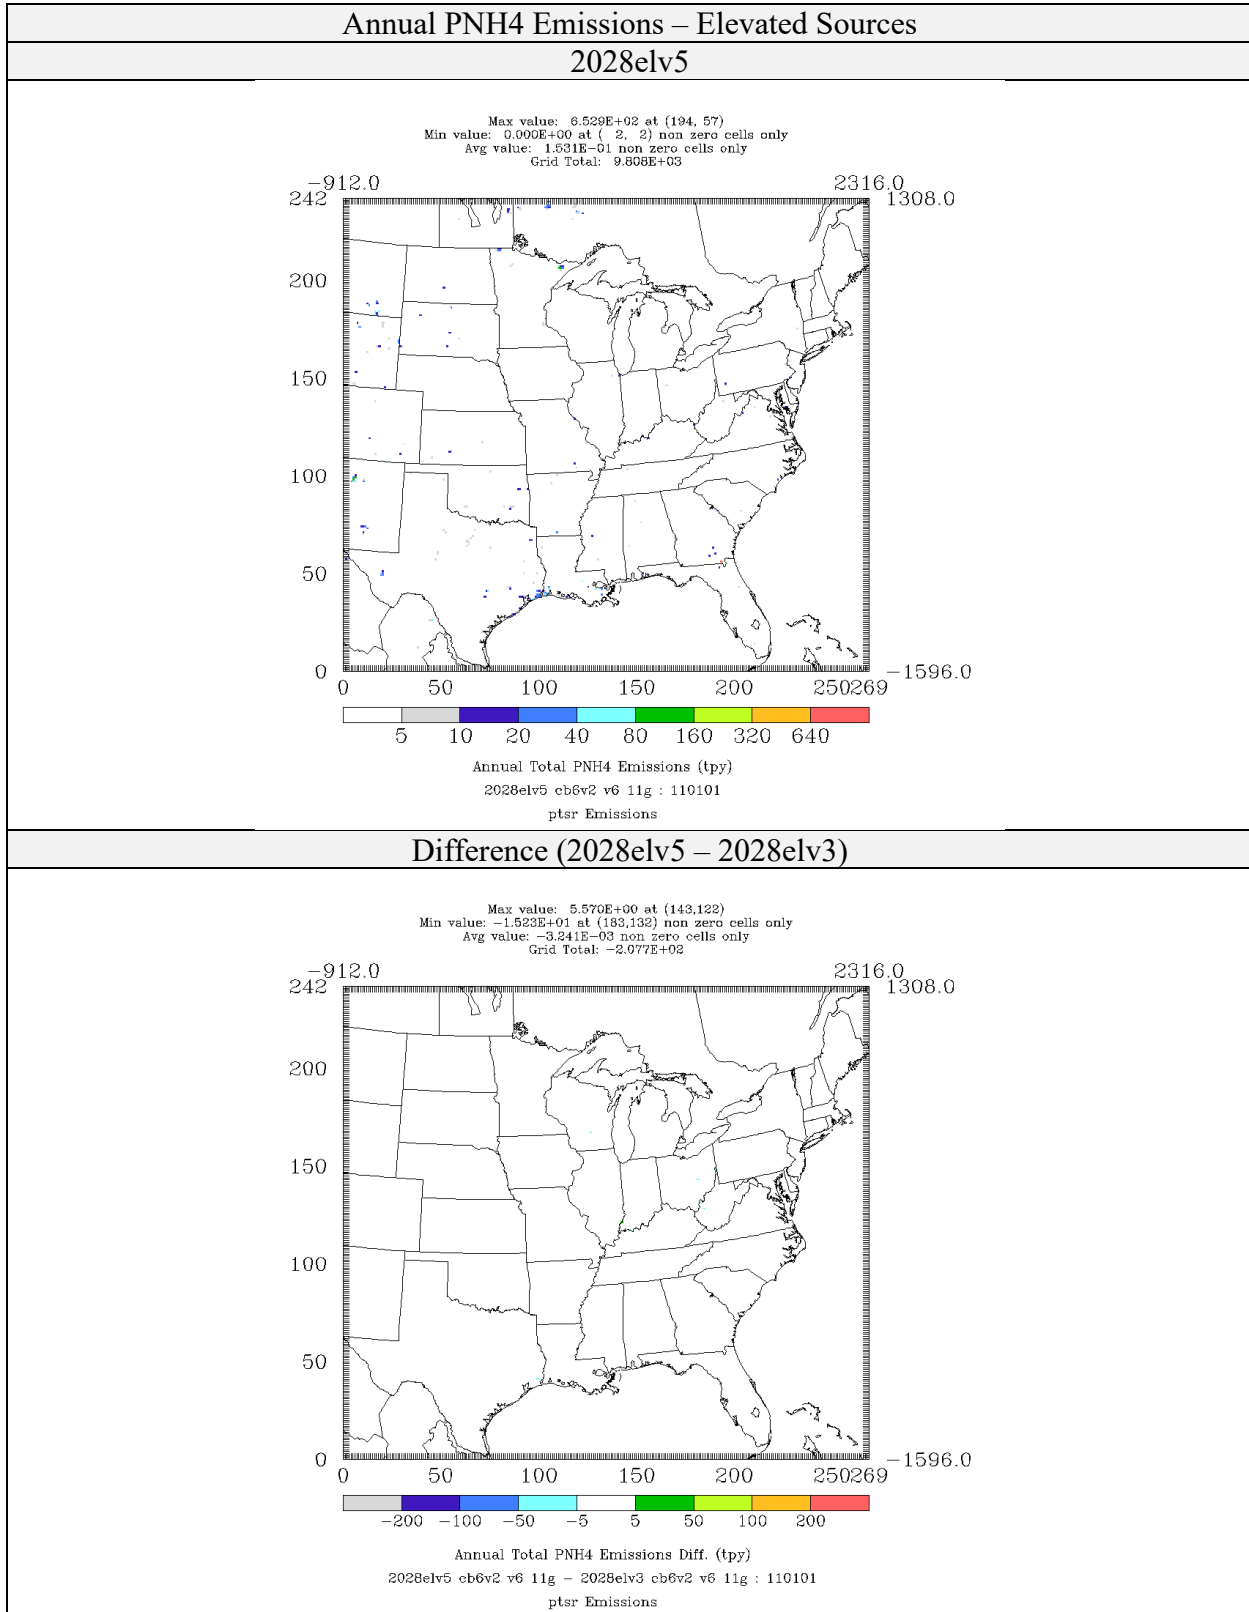 Annual PNH4 Emissions – Elevated Sources
2028elv5
Max value: 6.529E+02 at (194, 57)
Min value: 0.000E+00 at ( 2, 2) non zero cells only
Avg value: 1.531E-01 non zero cells only
Grid Total: 9.808E+03
-912.0 2316.0
242 1308.0
200
150
100
50
0 -1596.0
0 50 100 150 200 250269
5 10 20 40 80 160 320 640
Annual Total PNH4 Emissions (tpy)
2028elv5 cb6v2 v6 11g : 110101
ptsr Emissions
Difference (2028elv5 – 2028elv3)
Max value: 5.570E+00 at (143,122)
Min value: -1.523E+01 at (183,132) non zero cells only
Avg value: -3.241E-03 non zero cells only
Grid Total: -2.077E+02
-912.0 2316.0
242 1308.0
200
150
100
50
0 -1596.0
0 50 100 150 200 250269
-200 -100 -50 -5 5 50 100 200
Annual Total PNH4 Emissions Diff. (tpy)
2028elv5 cb6v2 v6 11g - 2028elv3 cb6v2 v6 11g : 110101
ptsr Emissions